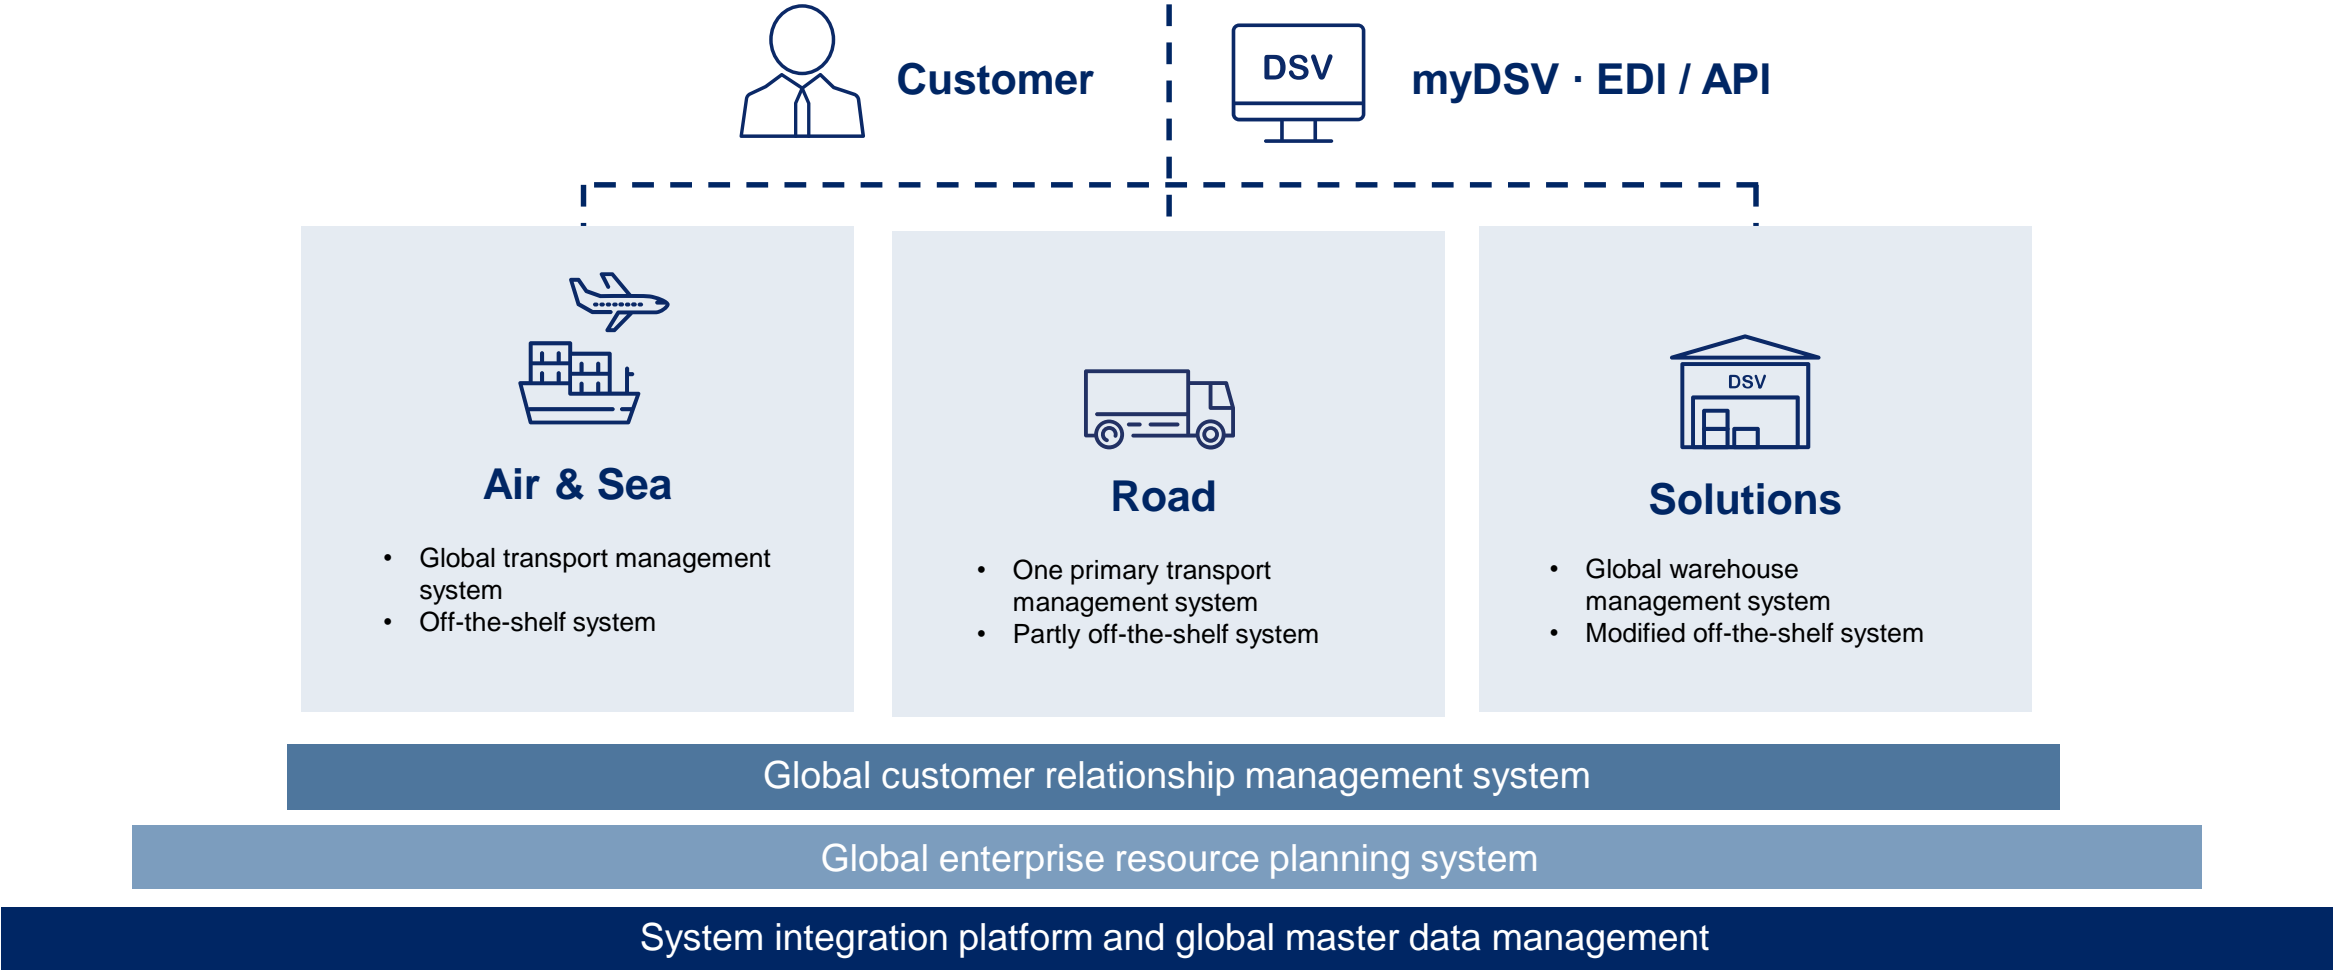 Customer
DSV
myDSV · EDI / API
Air & Sea
• Global transport management
system
• Off-the-shelf system
Road
• One primary transport
management system
• Partly off-the-shelf system
DSV
Solutions
• Global warehouse
management system
• Modified off-the-shelf system
Global customer relationship management system
Global enterprise resource planning system
System integration platform and global master data management